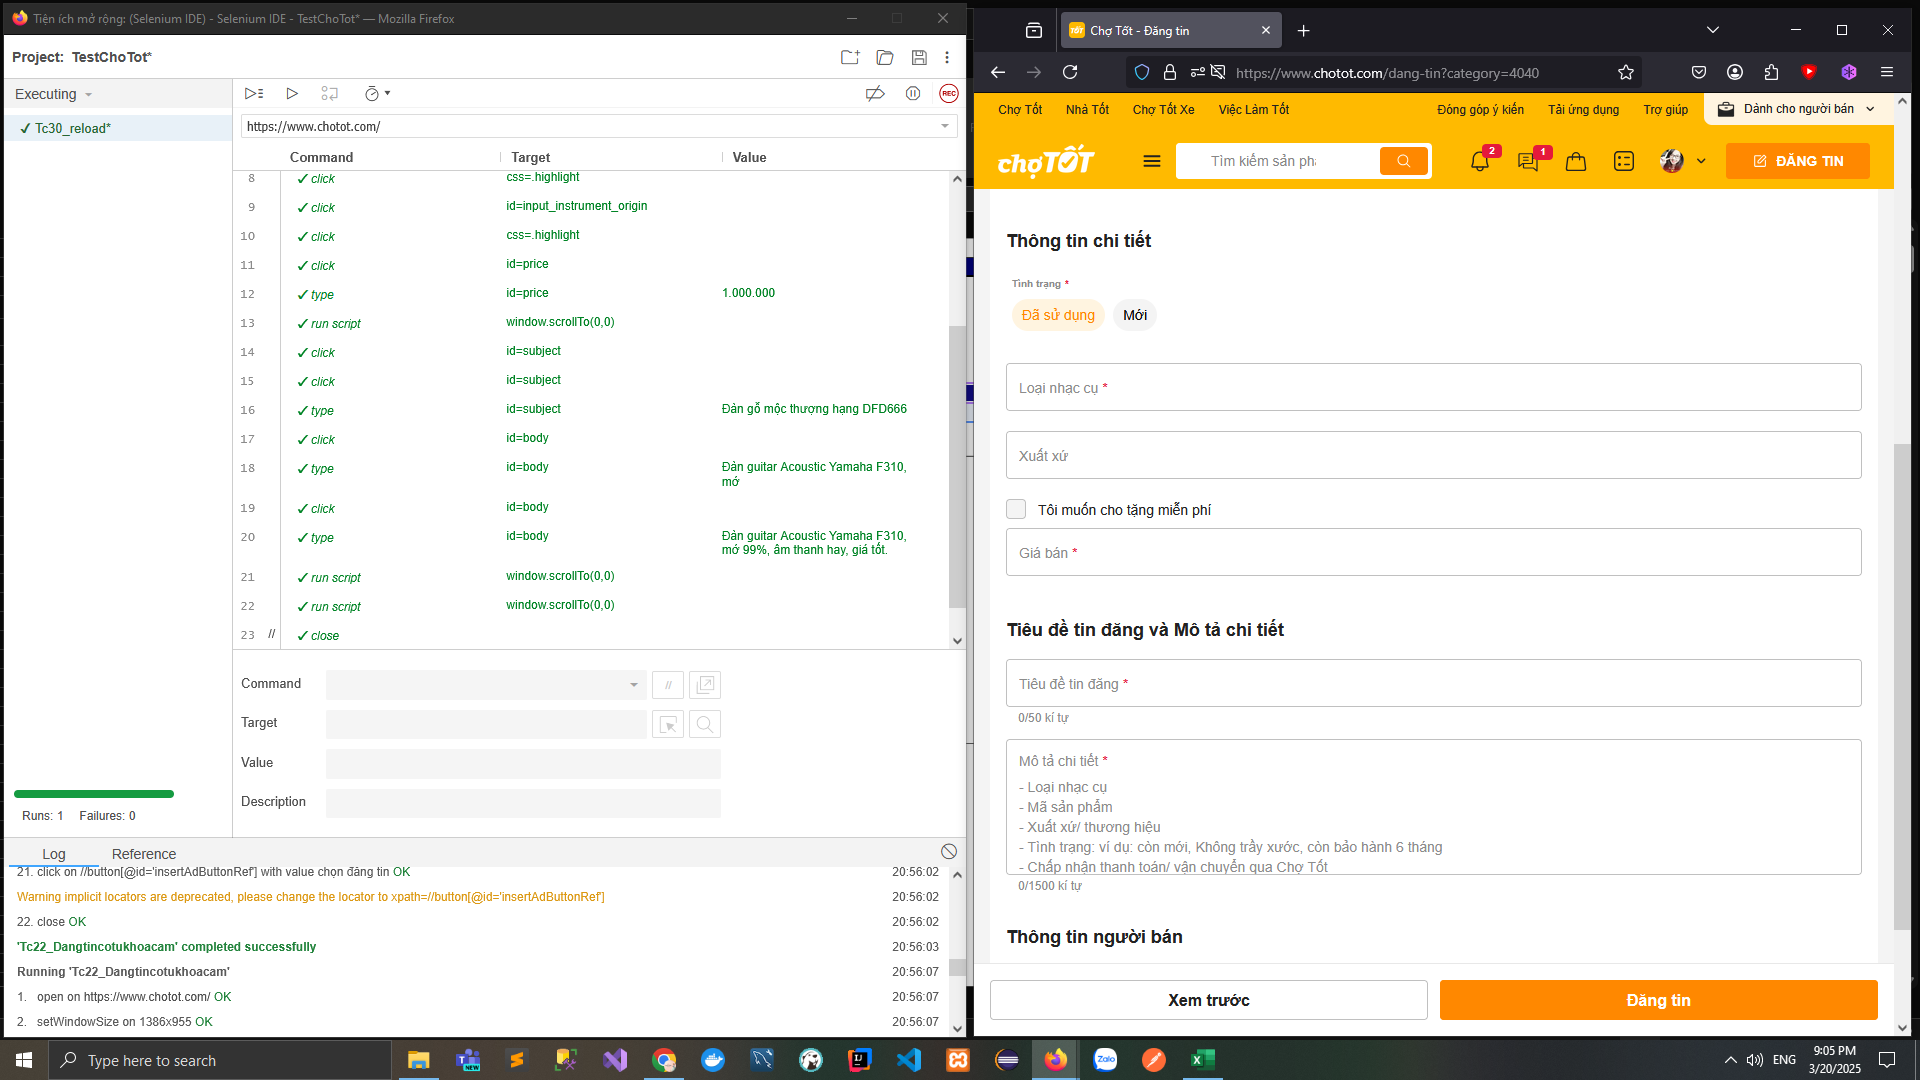 Tiện ích mở rộng: (Selenium IDE) - Selenium IDE - TestChoTot* — Mozilla Firefox
Project: TestChoTot*
Executing
✓ Tc30_reload*
REC
https://www.chotot.com/
Command Target Value
8 ✓ click css=.highlight
9 ✓ click id=input_instrument_origin
10 ✓ click css=.highlight
11 ✓ click id=price
12 ✓ type id=price 1.000.000
13 ✓ run script window.scrollTo(0,0)
14 ✓ click id=subject
15 ✓ click id=subject
16 ✓ type id=subject Đàn gỗ mộc thượng hạng DFD666
17 ✓ click id=body
18 ✓ type id=body Đàn guitar Acoustic Yamaha F310,
mớ
19 ✓ click id=body
20 ✓ type id=body Đàn guitar Acoustic Yamaha F310,
mớ 99%, âm thanh hay, giá tốt.
21 ✓ run script window.scrollTo(0,0)
22 ✓ run script window.scrollTo(0,0)
23 // ✓ close
Command //
Target
Value
Description
Runs: 1 Failures: 0
Log Reference
21. click on //button[@id='insertAdButtonRef'] with value chọn đăng tin OK 20:56:02
Warning implicit locators are deprecated, please change the locator to xpath=//button[@id='insertAdButtonRef'] 20:56:02
22. close OK 20:56:02
'Tc22_Dangtincotukhoacam' completed successfully 20:56:03
Running 'Tc22_Dangtincotukhoacam' 20:56:07
1. open on https://www.chotot.com/ OK 20:56:07
2. setWindowSize on 1386x955 OK 20:56:07
Chợ Tốt - Đăng tin
https://www.chotot.com/dang-tin?category=4040
Chợ Tốt Nhà Tốt Chợ Tốt Xe Việc Làm Tốt Đóng góp ý kiến Tải ứng dụng Trợ giúp Dành cho người bán
chợTỐT Tìm kiếm sản phẩ 2 1 ĐĂNG TIN
Thông tin chi tiết
Tình trạng *
Đã sử dụng Mới
Loại nhạc cụ *
Xuất xứ
Tôi muốn cho tặng miễn phí
Giá bán *
Tiêu đề tin đăng và Mô tả chi tiết
Tiêu đề tin đăng *
0/50 kí tự
Mô tả chi tiết *
- Loại nhạc cụ
- Mã sản phẩm
- Xuất xứ/ thương hiệu
- Tình trạng: ví dụ: còn mới, Không trầy xước, còn bảo hành 6 tháng
- Chấp nhận thanh toán/ vận chuyển qua Chợ Tốt
0/1500 kí tự
Thông tin người bán
Xem trước Đăng tin
Type here to search
NEW
Zalo
ENG
9:05 PM
3/20/2025